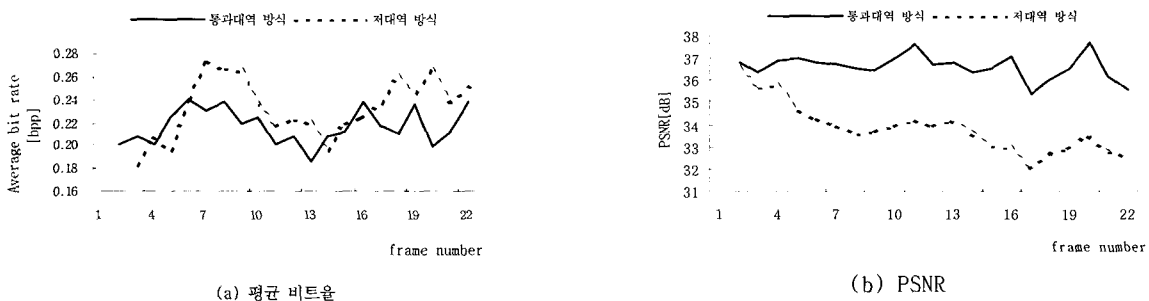 통과대역 방식 저대역 방식
Average bit rate
[bpp]
0.28
0.26
0.24
0.22
0.20
0.18
0.16
1 4 7 10 13 16 19 22
frame number
(a) 평균 비트율
통과대역 방식 저대역 방식
PSNR[dB]
38
37
36
35
34
33
32
31
1 4 7 10 13 16 19 22
frame number
(b) PSNR